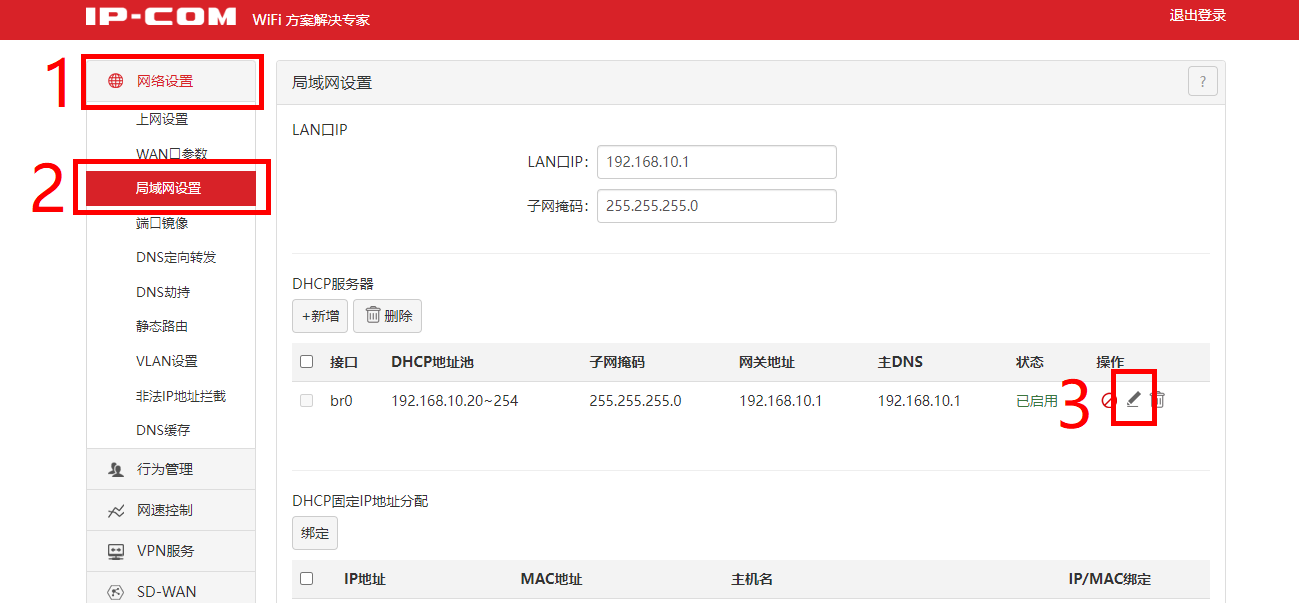 IP-COM WiFi 方案解决专家 退出登录
1 网络设置
上网设置
WAN口参数
2 局域网设置
端口镜像
DNS定向转发
DNS劫持
静态路由
VLAN设置
非法IP地址拦截
DNS缓存
行为管理
网速控制
VPN服务
SD-WAN
局域网设置 ?
LAN口IP
LAN口IP: 192.168.10.1
子网掩码: 255.255.255.0
DHCP服务器
+新增 删除
接口 DHCP地址池 子网掩码 网关地址 主DNS 状态 操作
br0 192.168.10.20~254 255.255.255.0 192.168.10.1 192.168.10.1 已启用 3
DHCP固定IP地址分配
绑定
IP地址 MAC地址 主机名 IP/MAC绑定